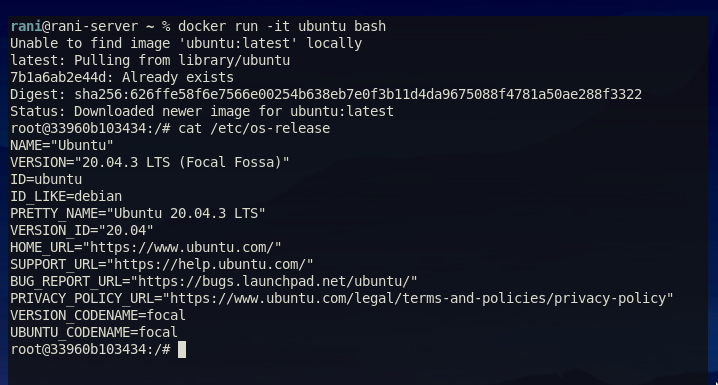 rani@rani-server ~ % docker run -it ubuntu bash
Unable to find image 'ubuntu:latest' locally
latest: Pulling from library/ubuntu
7b1a6ab2e44d: Already exists
Digest: sha256:626ffe58f6e7566e00254b638eb7e0f3b11d4da9675088f4781a50ae288f3322
Status: Downloaded newer image for ubuntu:latest
root@33960b103434:/# cat /etc/os-release
NAME="Ubuntu"
VERSION="20.04.3 LTS (Focal Fossa)"
ID=ubuntu
ID_LIKE=debian
PRETTY_NAME="Ubuntu 20.04.3 LTS"
VERSION_ID="20.04"
HOME_URL="https://www.ubuntu.com/"
SUPPORT_URL="https://help.ubuntu.com/"
BUG_REPORT_URL="https://bugs.launchpad.net/ubuntu/"
PRIVACY_POLICY_URL="https://www.ubuntu.com/legal/terms-and-policies/privacy-policy"
VERSION_CODENAME=focal
UBUNTU_CODENAME=focal
root@33960b103434:/#